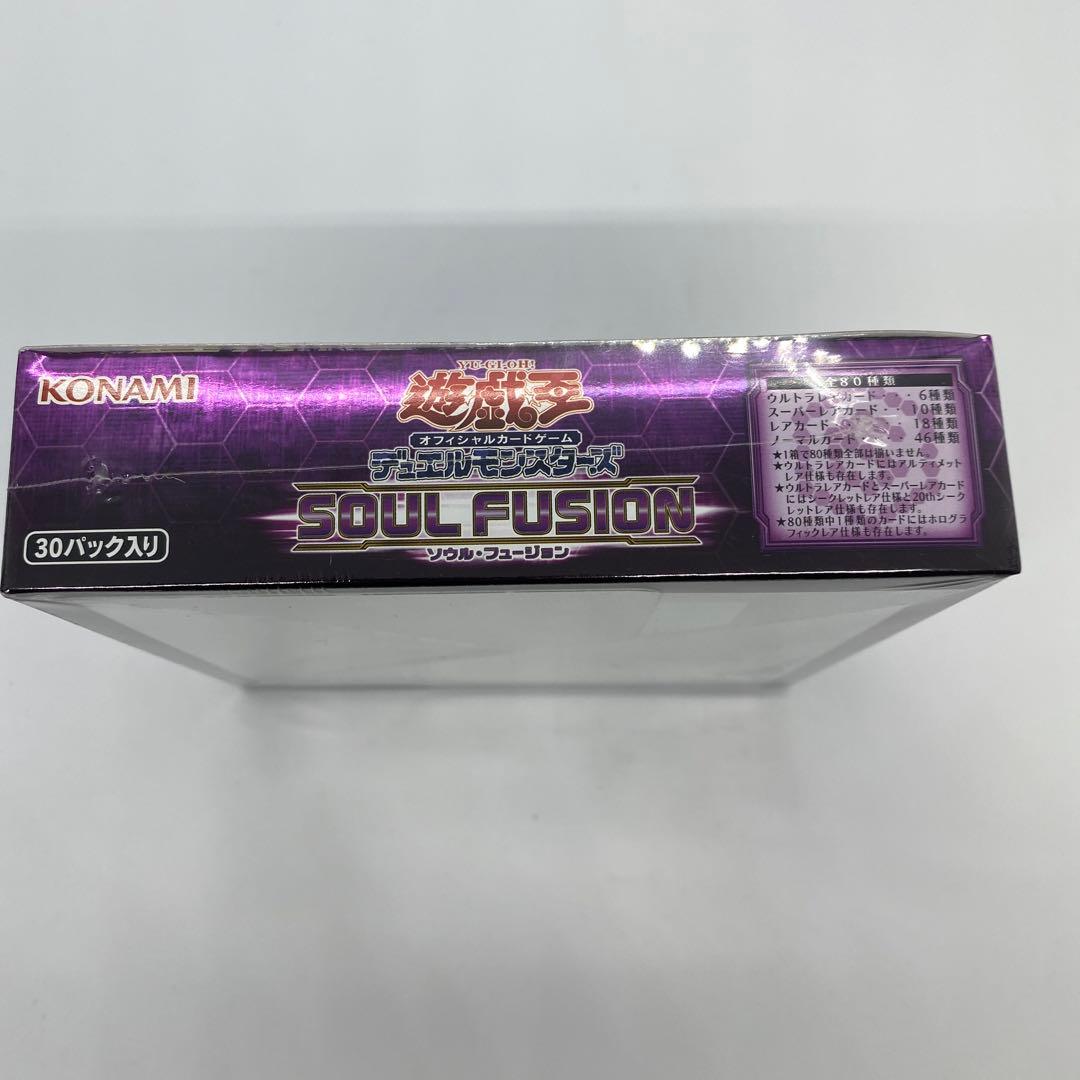 KONAMI
YU-GI-OH!
遊戯王
オフィシャルカードゲーム
デュエルモンスターズ
SOUL FUSION
ソウル・フュージョン
30パック入り
全80種類
ウルトラレアカード・・・6種類
スーパーレアカード・・10種類
レアカード・・・18種類
ノーマルカード・・46種類
★1箱で80種類全部は揃いません。
★ウルトラレアカードにはアルティメット
レア仕様も存在します。
★ウルトラレアカードとスーパーレアカード
にはシークレットレア仕様と20thシーク
レットレア仕様も存在します。
★80種類中1種類のカードにはホログラ
フィックレア仕様も存在します。